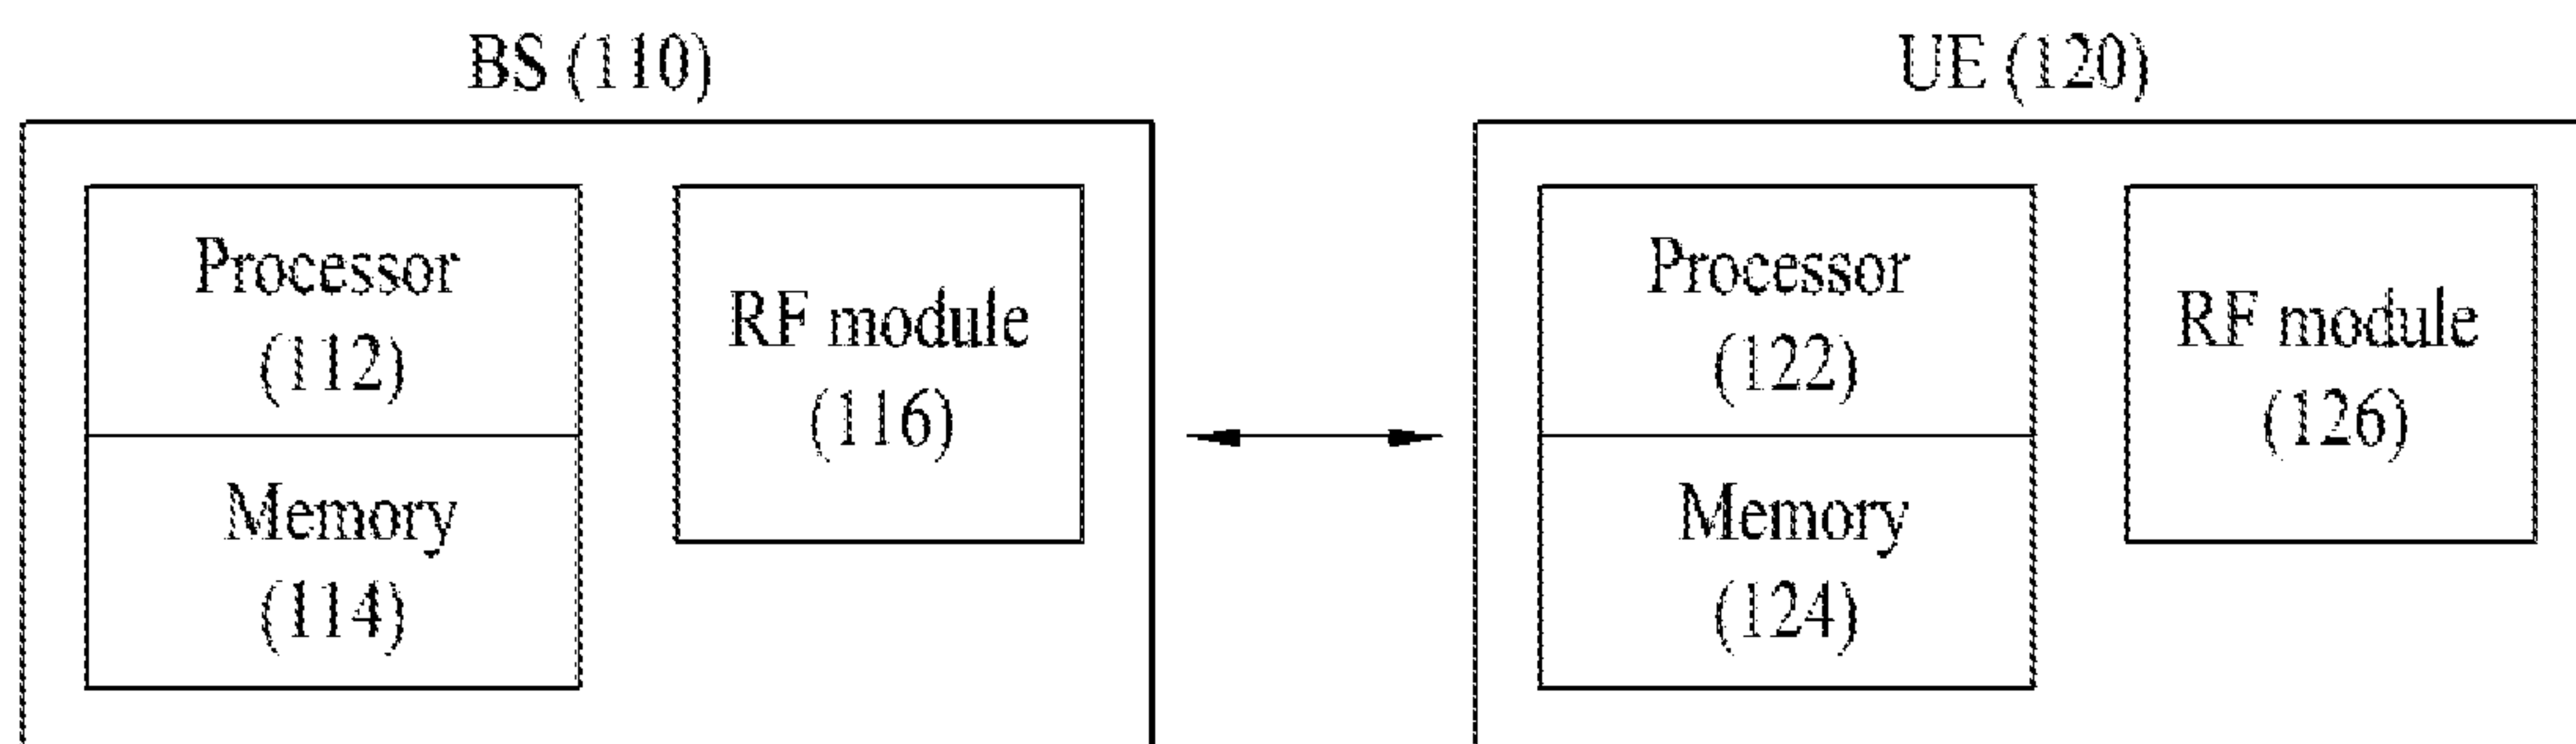 BS (110)
Processor
(112)
Memory
(114)
RF module
(116)
UE (120)
Processor
(122)
Memory
(124)
RF module
(126)